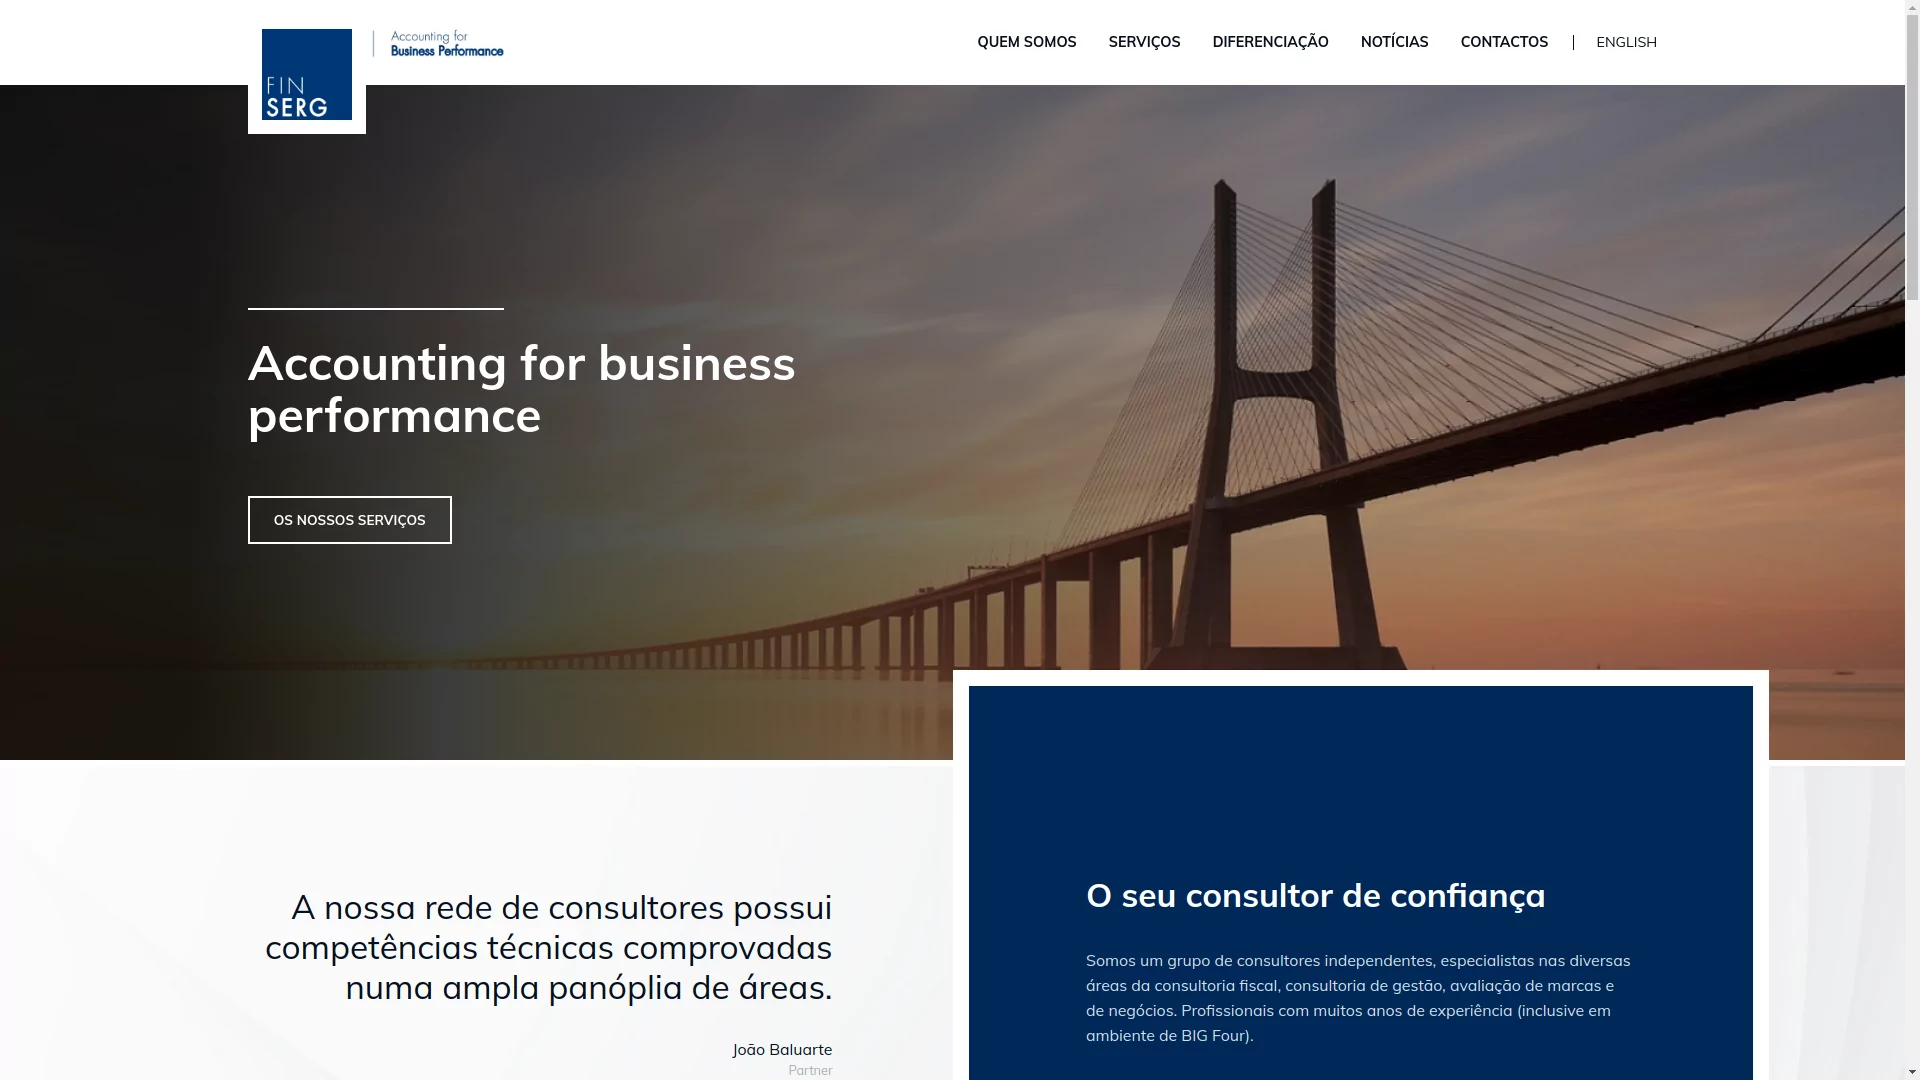 FIN
SERG
Accounting for
Business Performance
QUEM SOMOS
SERVIÇOS
DIFERENCIAÇÃO
NOTÍCIAS
CONTACTOS
ENGLISH
Accounting for business
performance
OS NOSSOS SERVIÇOS
A nossa rede de consultores possui
competências técnicas comprovadas
numa ampla panóplia de áreas.
João Baluarte
Partner
O seu consultor de confiança
Somos um grupo de consultores independentes, especialistas nas diversas
áreas da consultoria fiscal, consultoria de gestão, avaliação de marcas e
de negócios. Profissionais com muitos anos de experiência (inclusive em
ambiente de BIG Four).